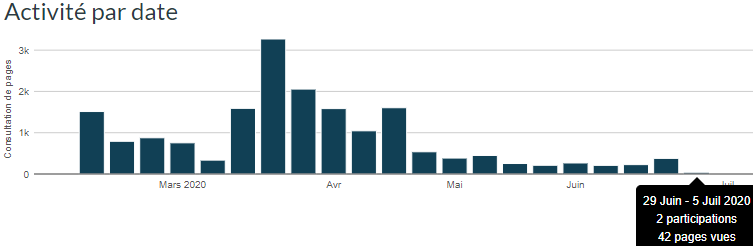 Activité par date
Consultation de pages
3k
2k
1k
0
Mars 2020
Avr
Mai
Juin
Juil
29 Juin - 5 Juil 2020
2 participations
42 pages vues